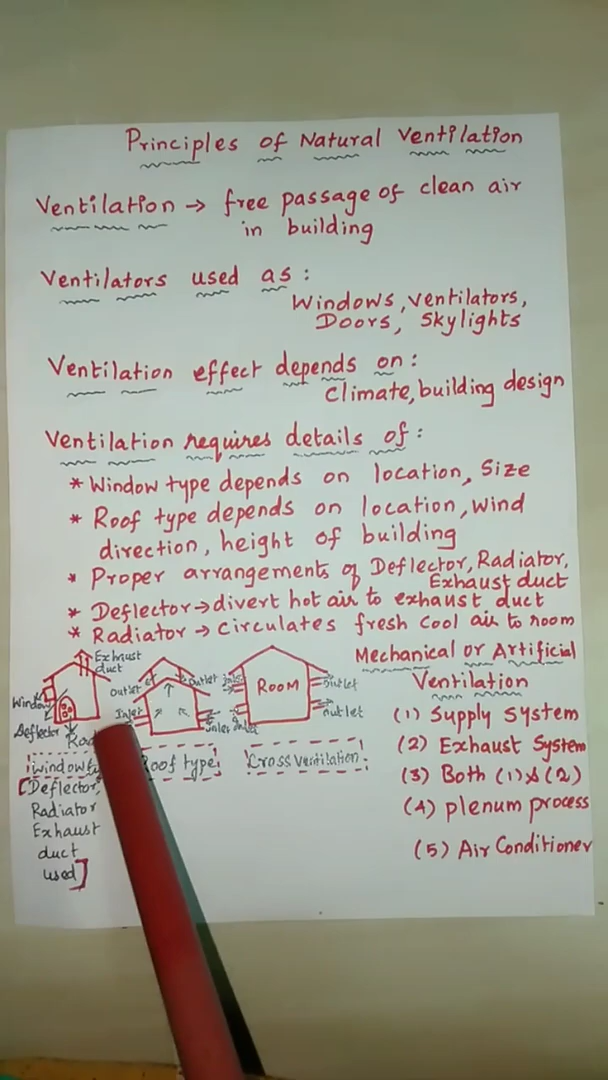 Principles of Natural Ventilation
Ventilation → free passage of clean air
in building
Ventilators used as :
Windows, ventilators,
Doors, Skylights
Ventilation effect depends on :
Climate, building design
Ventilation requires details of :
* Window type depends on location, Size
* Roof type depends on location, wind
direction, height of building
* Proper arrangements of Deflector, Radiator,
Exhaust duct
* Deflector → divert hot air to exhaust duct
* Radiator → Circulates fresh cool air to room
Exhaust
duct
Window
Deflector
Outlet
Outlet
Inlet
Inlet
ROOM
Outlet
Outlet
Inlet
Roof type
Cross Ventilation
[Deflector,
Radiator
Exhaust
duct
used]
Mechanical or Artificial
Ventilation
(1) Supply System
(2) Exhaust System
(3) Both (1) & (2)
(4) plenum process
(5) Air Conditioner